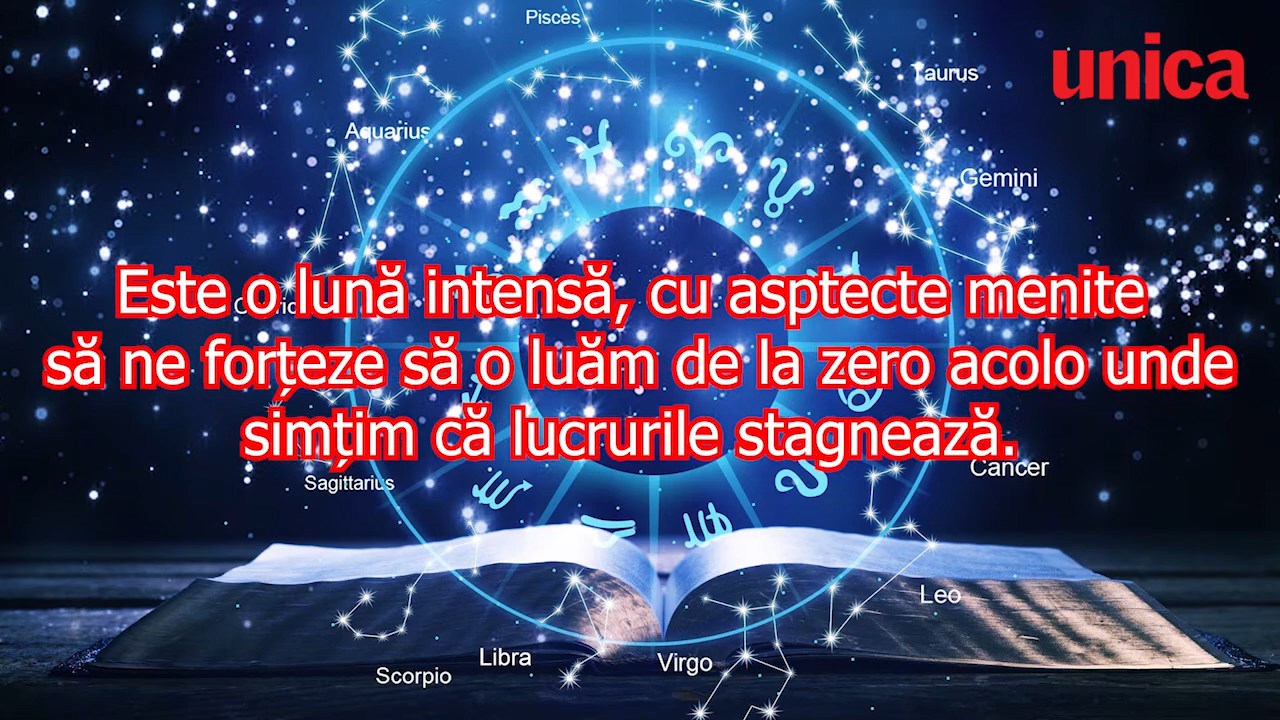 Pisces
unica
Taurus
Aquarius
Gemini
Este o lună intensă, cu asptecte menite
să ne forțeze să o luăm de la zero acolo unde
simțim că lucrurile stagnează.
Cancer
Sagittarius
Leo
Libra
Virgo
Scorpio